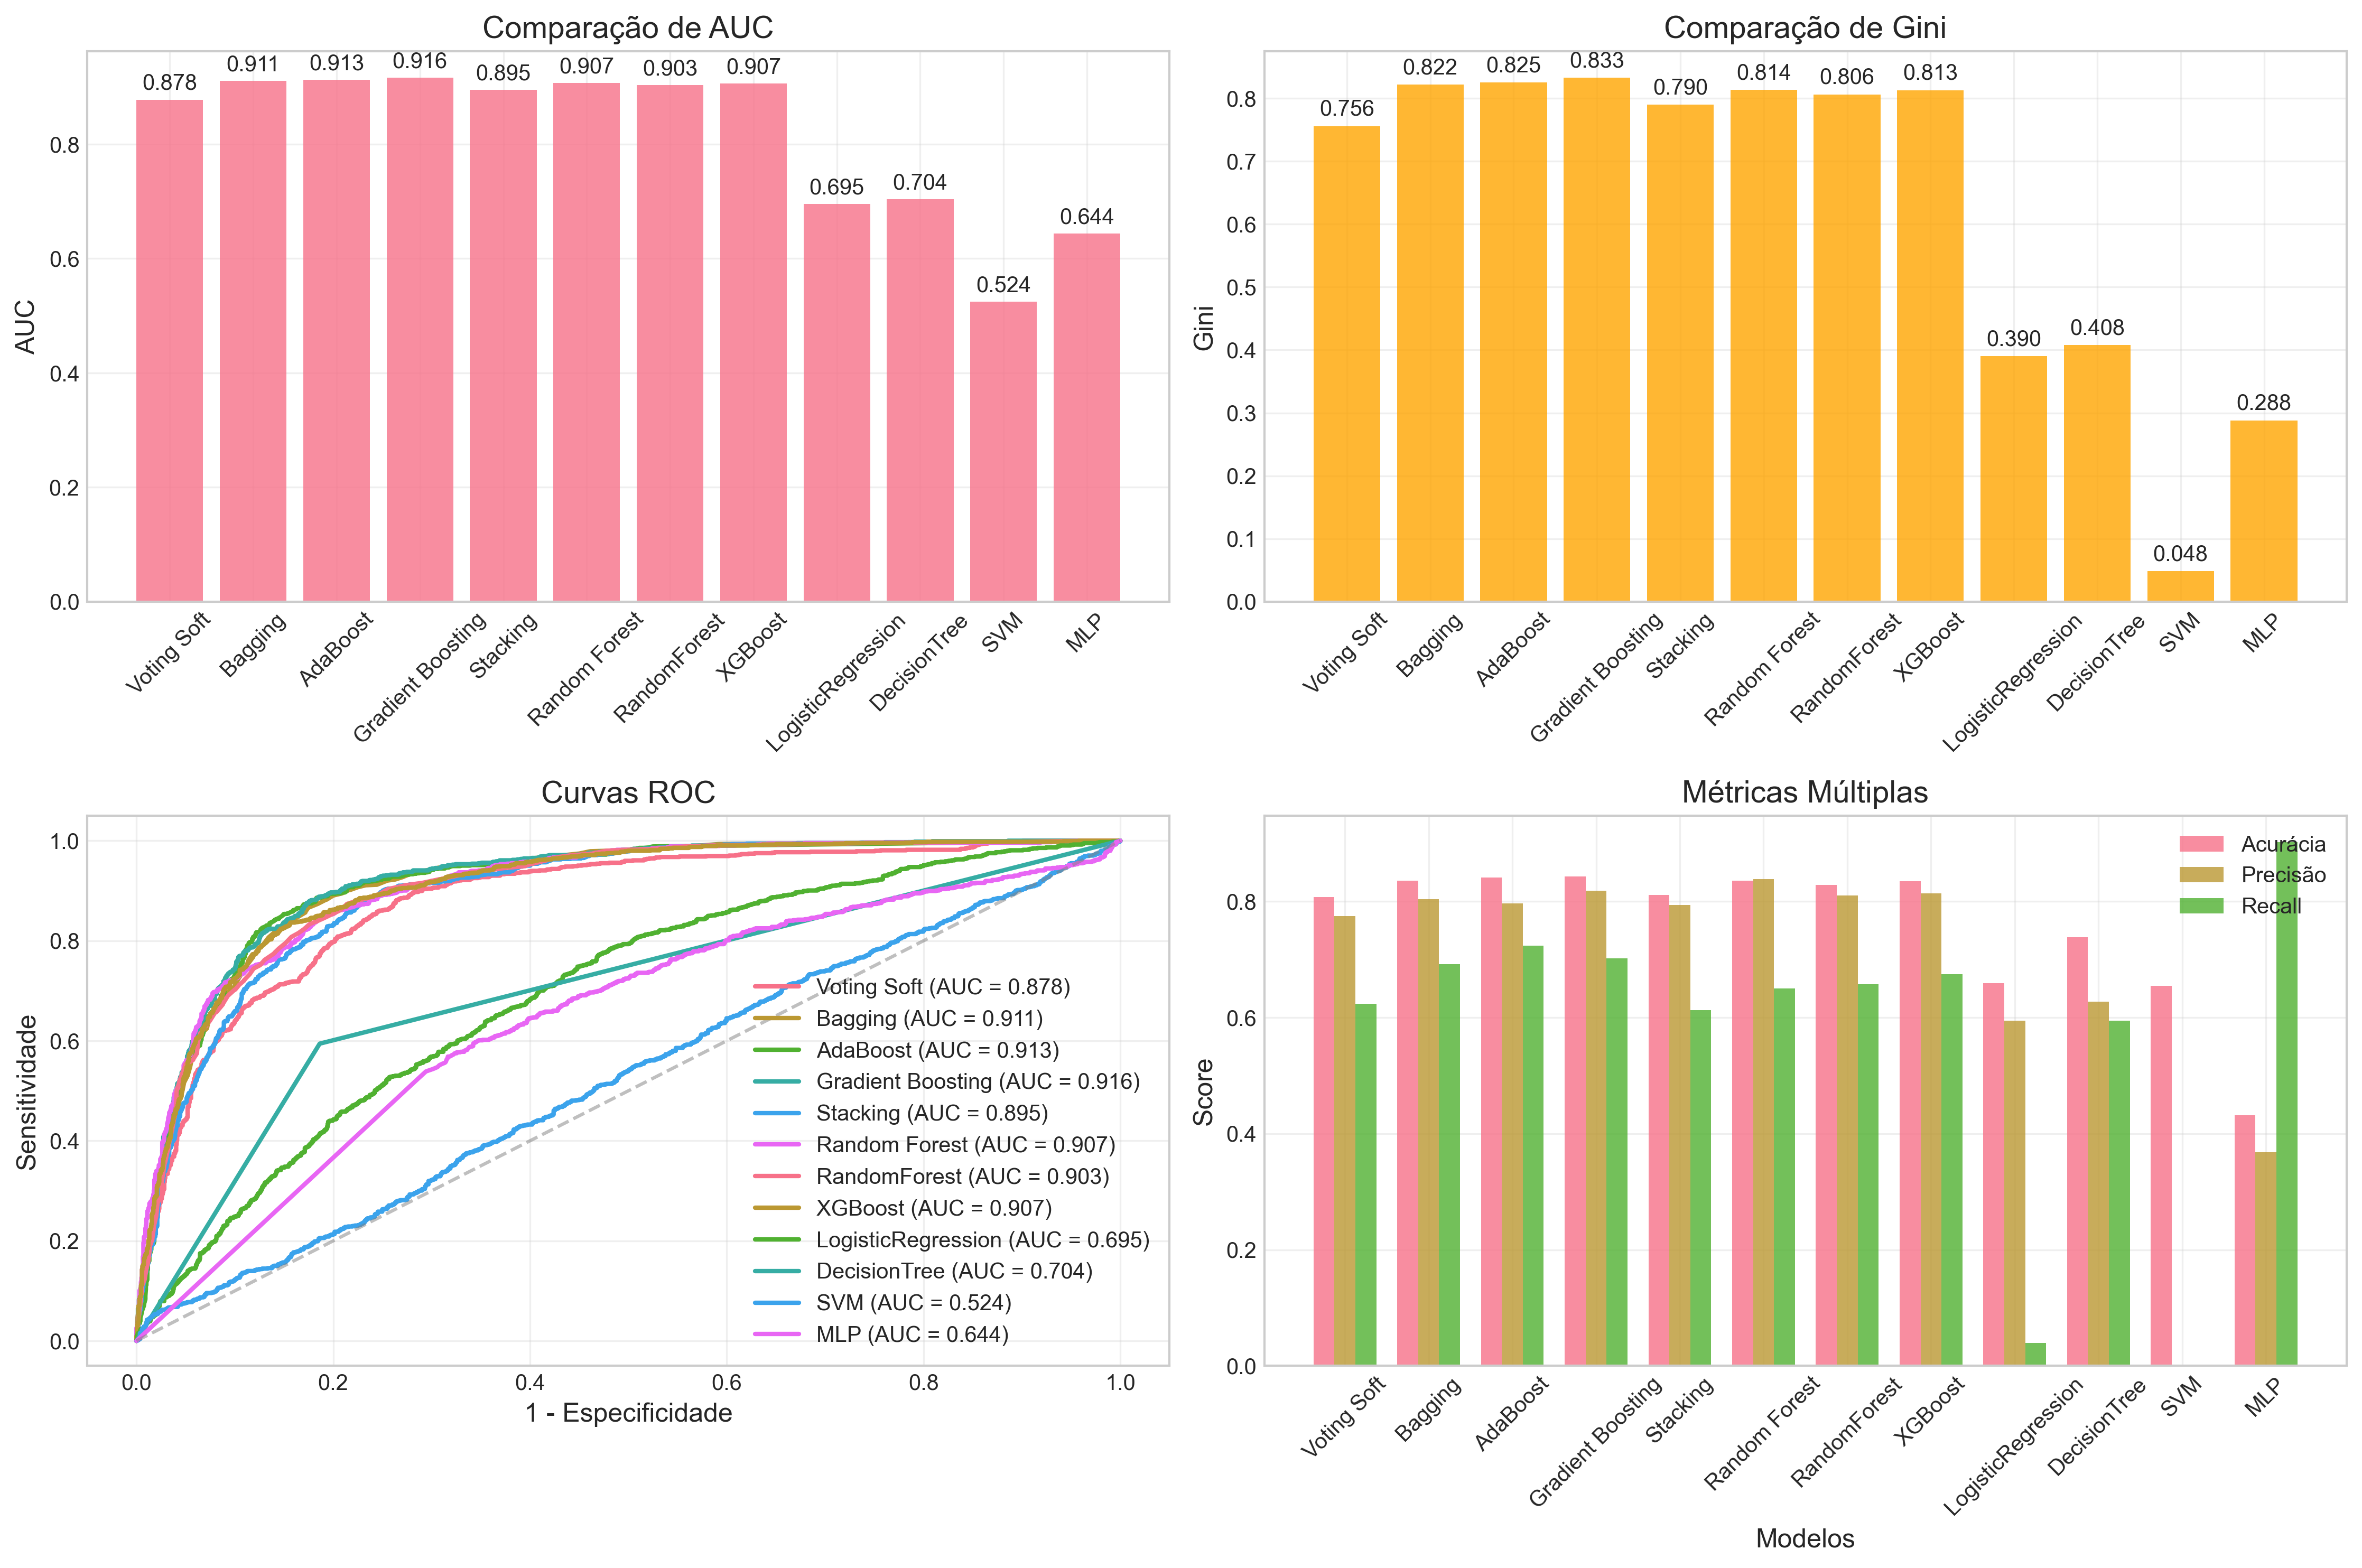 Comparação de AUC
0.878
0.911
0.913
0.916
0.895
0.907
0.903
0.907
0.695
0.704
0.524
0.644
AUC
0.8
0.6
0.4
0.2
0.0
Voting Soft
Bagging
AdaBoost
Gradient Boosting
Stacking
Random Forest
RandomForest
XGBoost
LogisticRegression
DecisionTree
SVM
MLP
Comparação de Gini
0.756
0.822
0.825
0.833
0.790
0.814
0.806
0.813
0.390
0.408
0.048
0.288
Gini
0.8
0.7
0.6
0.5
0.4
0.3
0.2
0.1
0.0
Voting Soft
Bagging
AdaBoost
Gradient Boosting
Stacking
Random Forest
RandomForest
XGBoost
LogisticRegression
DecisionTree
SVM
MLP
Curvas ROC
Sensitividade
1.0
0.8
0.6
0.4
0.2
0.0
Voting Soft (AUC = 0.878)
Bagging (AUC = 0.911)
AdaBoost (AUC = 0.913)
Gradient Boosting (AUC = 0.916)
Stacking (AUC = 0.895)
Random Forest (AUC = 0.907)
RandomForest (AUC = 0.903)
XGBoost (AUC = 0.907)
LogisticRegression (AUC = 0.695)
DecisionTree (AUC = 0.704)
SVM (AUC = 0.524)
MLP (AUC = 0.644)
0.0
0.2
0.4
0.6
0.8
1.0
1 - Especificidade
Métricas Múltiplas
Acurácia
Precisão
Recall
Score
0.8
0.6
0.4
0.2
0.0
Voting Soft
Bagging
AdaBoost
Gradient Boosting
Stacking
Random Forest
RandomForest
XGBoost
LogisticRegression
DecisionTree
SVM
MLP
Modelos